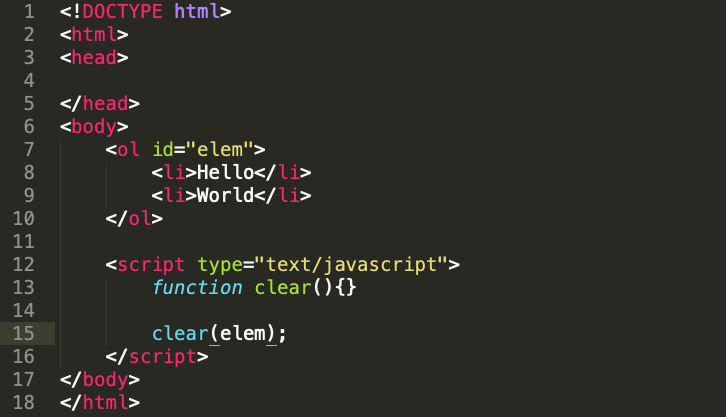 1 <!DOCTYPE html>
2 <html>
3 <head>
4
5 </head>
6 <body>
7     <ol id="elem">
8         <li>Hello</li>
9         <li>World</li>
10     </ol>
11
12     <script type="text/javascript">
13         function clear(){}
14
15         clear(elem);
16     </script>
17 </body>
18 </html>